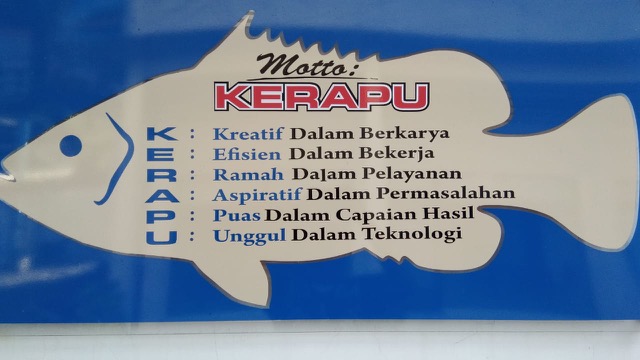 Motto:
KERAPU
K : Kreatif Dalam Berkarya
E : Efisien Dalam Bekerja
R : Ramah Dalam Pelayanan
A : Aspiratif Dalam Permasalahan
P : Puas Dalam Capaian Hasil
U : Unggul Dalam Teknologi